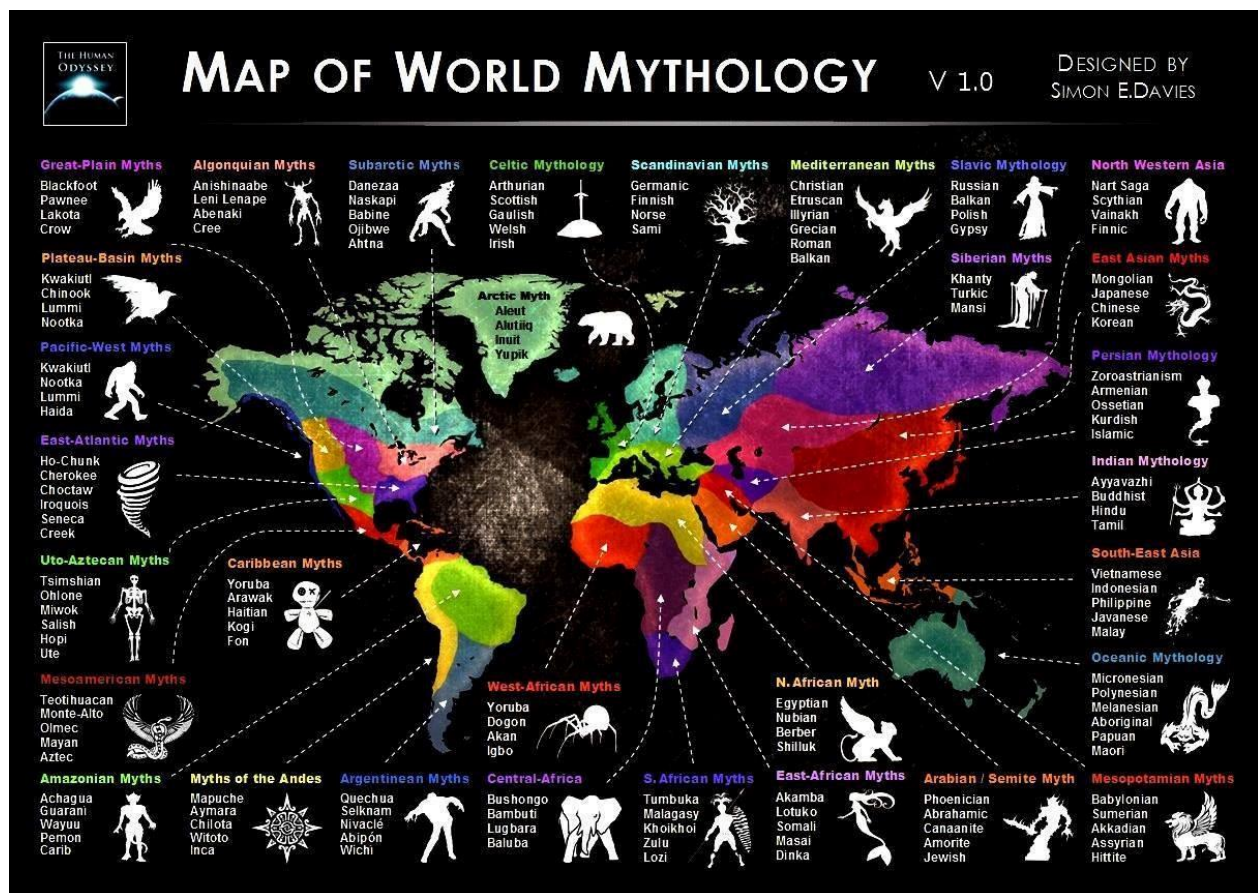 THE HUMAN
ODYSSEY
MAP OF WORLD MYTHOLOGY
V 1.0
DESIGNED BY
SIMON E.DAVIES
Great-Plain Myths
Blackfoot
Pawnee
Lakota
Crow
Algonquian Myths
Anishinaabe
Leni Lenape
Abenaki
Cree
Subarctic Myths
Danezaa
Naskapi
Babine
Ojibwe
Ahtna
Celtic Mythology
Arthurian
Scottish
Gaulish
Welsh
Irish
Scandinavian Myths
Germanic
Finnish
Norse
Sami
Mediterranean Myths
Christian
Etruscan
Illyrian
Grecian
Roman
Balkan
Slavic Mythology
Russian
Balkan
Polish
Gypsy
North Western Asia
Nart Saga
Scythian
Vainakh
Finnic
Plateau-Basin Myths
Kwakiutl
Chinook
Lummi
Nootka
Arctic Myth
Aleut
Alutiiq
Inuit
Yupik
Siberian Myths
Khanty
Turkic
Mansi
East Asian Myths
Mongolian
Japanese
Chinese
Korean
Pacific-West Myths
Kwakiutl
Nootka
Lummi
Haida
Persian Mythology
Zoroastrianism
Armenian
Ossetian
Kurdish
Islamic
East-Atlantic Myths
Ho-Chunk
Cherokee
Choctaw
Iroquois
Seneca
Creek
Indian Mythology
Ayyavazhi
Buddhist
Hindu
Tamil
Uto-Aztecan Myths
Tsimshian
Ohlone
Miwok
Salish
Hopi
Ute
Caribbean Myths
Yoruba
Arawak
Haitian
Kogi
Fon
South-East Asia
Vietnamese
Indonesian
Philippine
Javanese
Malay
Mesoamerican Myths
Teotihuacan
Monte-Alto
Olmec
Mayan
Aztec
West-African Myths
Yoruba
Dogon
Akan
Igbo
N. African Myth
Egyptian
Nubian
Berber
Shilluk
Oceanic Mythology
Micronesian
Polynesian
Melanesian
Aboriginal
Papuan
Maori
Amazonian Myths
Achagua
Guarani
Wayuu
Pemon
Carib
Myths of the Andes
Mapuche
Aymara
Chilota
Witoto
Inca
Argentinean Myths
Quechua
Selknam
Nivaclé
Abipón
Wichi
Central-Africa
Bushongo
Bambuti
Lugbara
Baluba
S. African Myths
Tumbuka
Malagasy
Khoikhoi
Zulu
Lozi
East-African Myths
Akamba
Lotuko
Somali
Masai
Dinka
Arabian / Semite Myth
Phoenician
Abrahamic
Canaanite
Amorite
Jewish
Mesopotamian Myths
Babylonian
Sumerian
Akkadian
Assyrian
Hittite